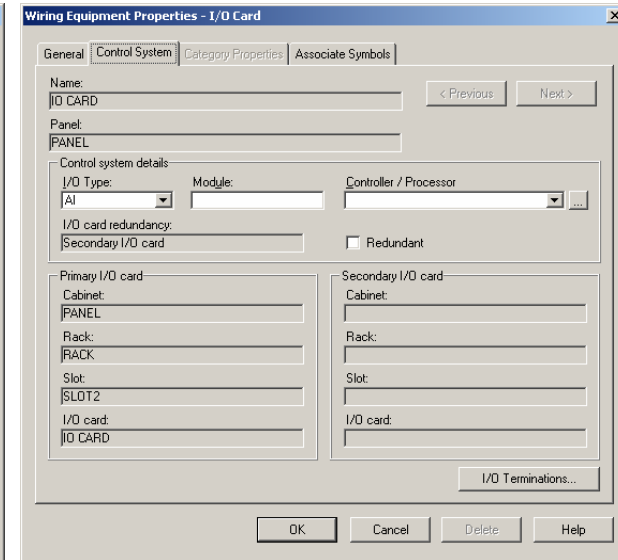 Wiring Equipment Properties - I/O Card
General Control System Category Properties Associate Symbols
Name:
IO CARD
< Previous Next >
Panel:
PANEL
Control system details
I/O Type: Module: Controller / Processor
AI ...
I/O card redundancy:
Secondary I/O card Redundant
Primary I/O card Secondary I/O card
Cabinet: Cabinet:
PANEL
Rack: Rack:
RACK
Slot: Slot:
SLOT2
I/O card: I/O card:
IO CARD
I/O Terminations...
OK Cancel Delete Help